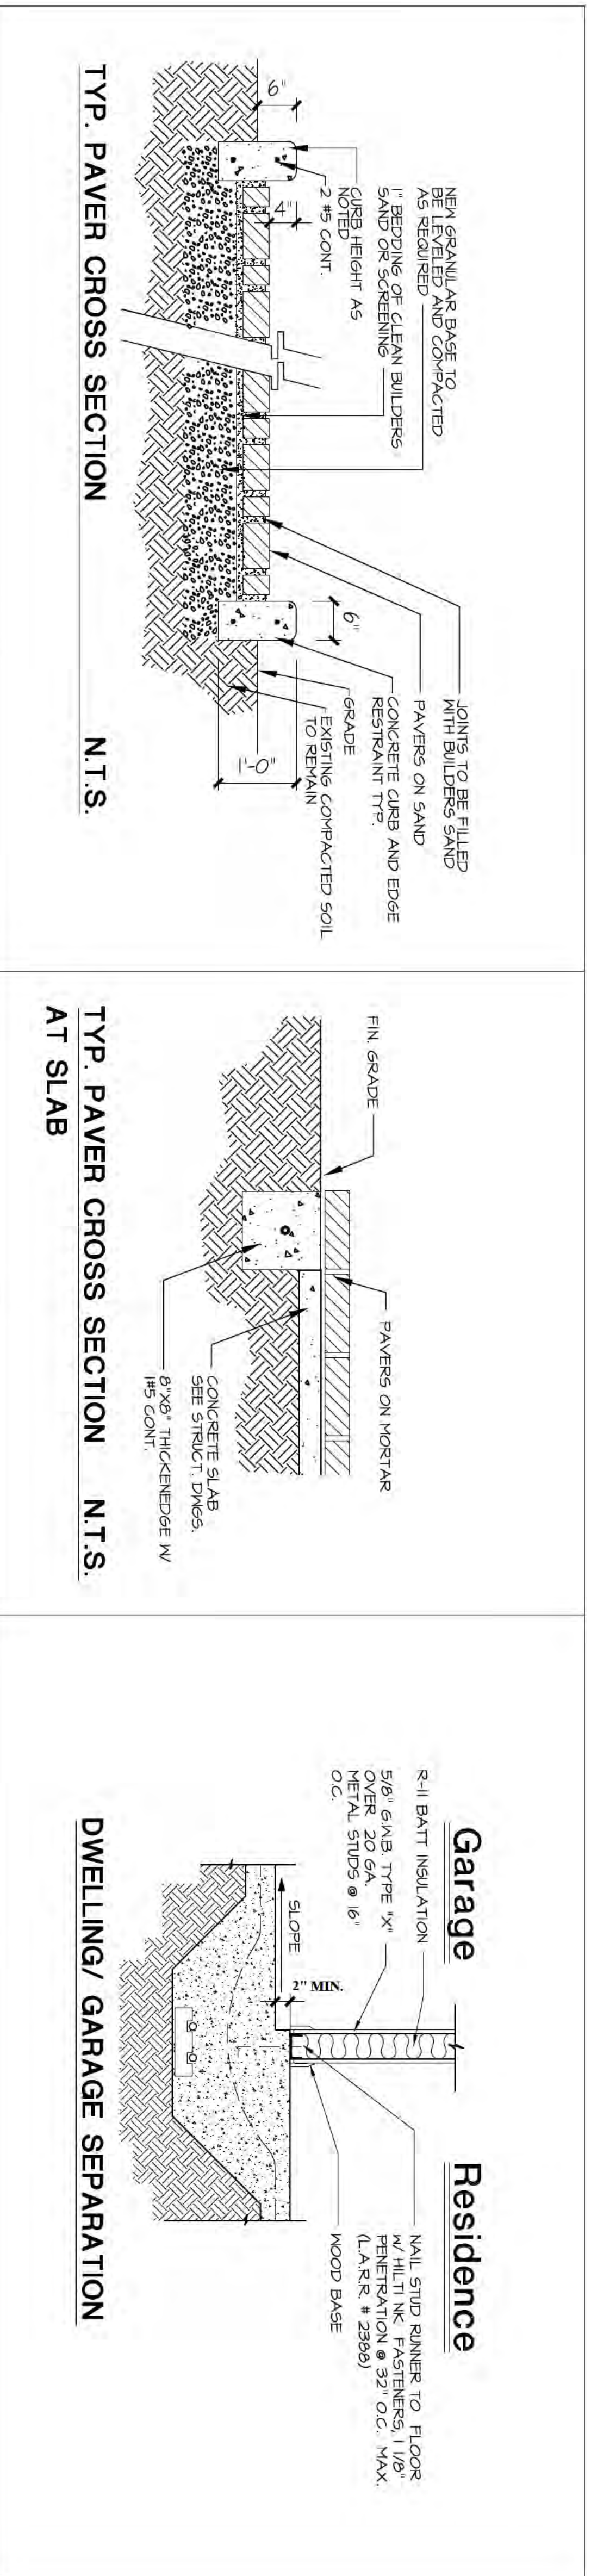 NEW GRANULAR BASE TO
BE LEVELED AND COMPACTED
AS REQUIRED
1" BEDDING OF CLEAN BUILDERS
SAND OR SCREENING
CURB HEIGHT AS
NOTED
2 #5 CONT.
6"
4"
JOINTS TO BE FILLED
WITH BUILDERS SAND
PAVERS ON SAND
CONCRETE CURB AND EDGE
RESTRAINT TYP.
6"
GRADE
EXISTING COMPACTED SOIL
TO REMAIN
1'-0"
TYP. PAVER CROSS SECTION N.T.S.
FIN. GRADE
PAVERS ON MORTAR
CONCRETE SLAB
SEE STRUCT. DWGS.
8"X8" THICKENEDGE W/
1#5 CONT.
TYP. PAVER CROSS SECTION N.T.S.
AT SLAB
Garage
Residence
R-11 BATT INSULATION
5/8" G.W.B. TYPE "X"
OVER 20 GA.
METAL STUDS @ 16"
O.C.
SLOPE
2" MIN.
NAIL STUD RUNNER TO FLOOR
W/ HILTI NK FASTENERS, 1 1/8"
PENETRATION @ 32" O.C. MAX.
(L.A.R.R. # 2388)
WOOD BASE
DWELLING/ GARAGE SEPARATION